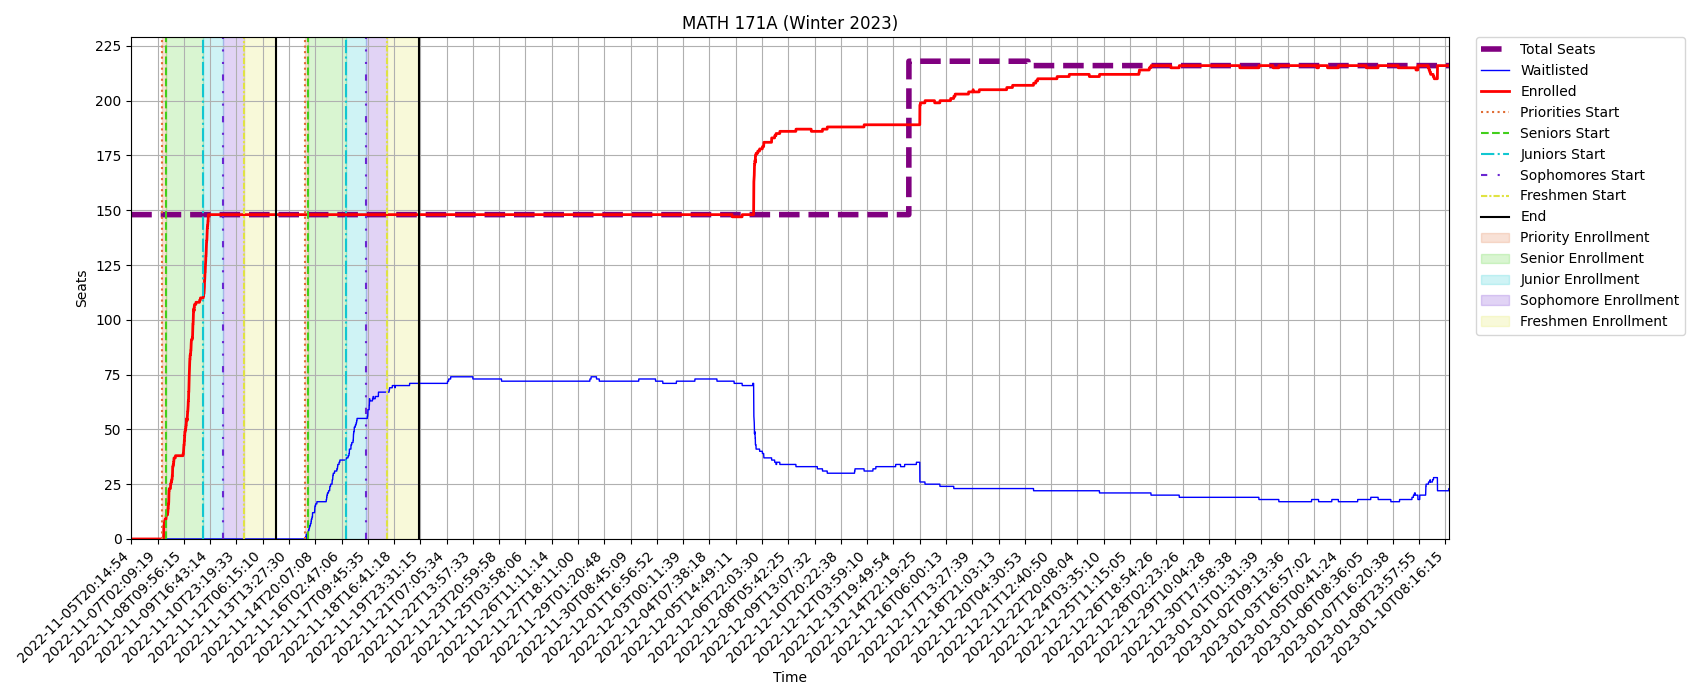 MATH 171A (Winter 2023)
Seats
225
200
175
150
125
100
75
50
25
0
2022-11-05T20:14:54
2022-11-07T02:09:19
2022-11-08T09:56:15
2022-11-09T16:43:14
2022-11-10T23:19:33
2022-11-12T06:15:10
2022-11-13T13:27:30
2022-11-14T20:07:08
2022-11-16T02:47:06
2022-11-17T09:45:35
2022-11-18T16:41:18
2022-11-19T23:31:15
2022-11-21T07:05:34
2022-11-22T13:57:33
2022-11-23T20:59:58
2022-11-25T03:58:06
2022-11-26T11:11:14
2022-11-27T18:11:00
2022-11-29T01:20:48
2022-11-30T08:45:09
2022-12-01T16:56:52
2022-12-03T00:11:39
2022-12-04T07:38:18
2022-12-05T14:49:11
2022-12-06T22:03:30
2022-12-08T05:42:25
2022-12-09T13:07:32
2022-12-10T20:22:38
2022-12-12T03:59:10
2022-12-13T10:49:54
2022-12-14T22:19:25
2022-12-16T06:00:13
2022-12-17T13:27:39
2022-12-18T21:03:13
2022-12-20T04:30:53
2022-12-21T12:40:50
2022-12-22T20:08:04
2022-12-24T03:35:10
2022-12-25T11:15:05
2022-12-26T18:54:26
2022-12-28T02:23:26
2022-12-29T10:04:28
2022-12-30T17:58:38
2023-01-01T01:31:39
2023-01-02T09:13:36
2023-01-03T16:57:02
2023-01-05T00:41:24
2023-01-06T08:36:05
2023-01-07T16:20:38
2023-01-08T23:57:55
2023-01-10T08:16:15
Time
Total Seats
Waitlisted
Enrolled
Priorities Start
Seniors Start
Juniors Start
Sophomores Start
Freshmen Start
End
Priority Enrollment
Senior Enrollment
Junior Enrollment
Sophomore Enrollment
Freshmen Enrollment